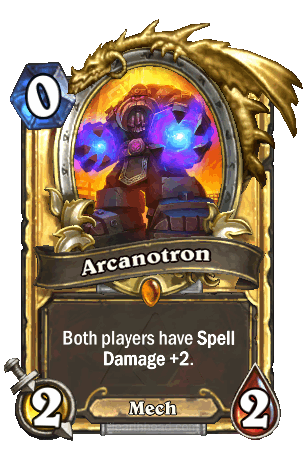 0
Arcanotron
Both players have Spell
Damage +2.
2
Mech
2